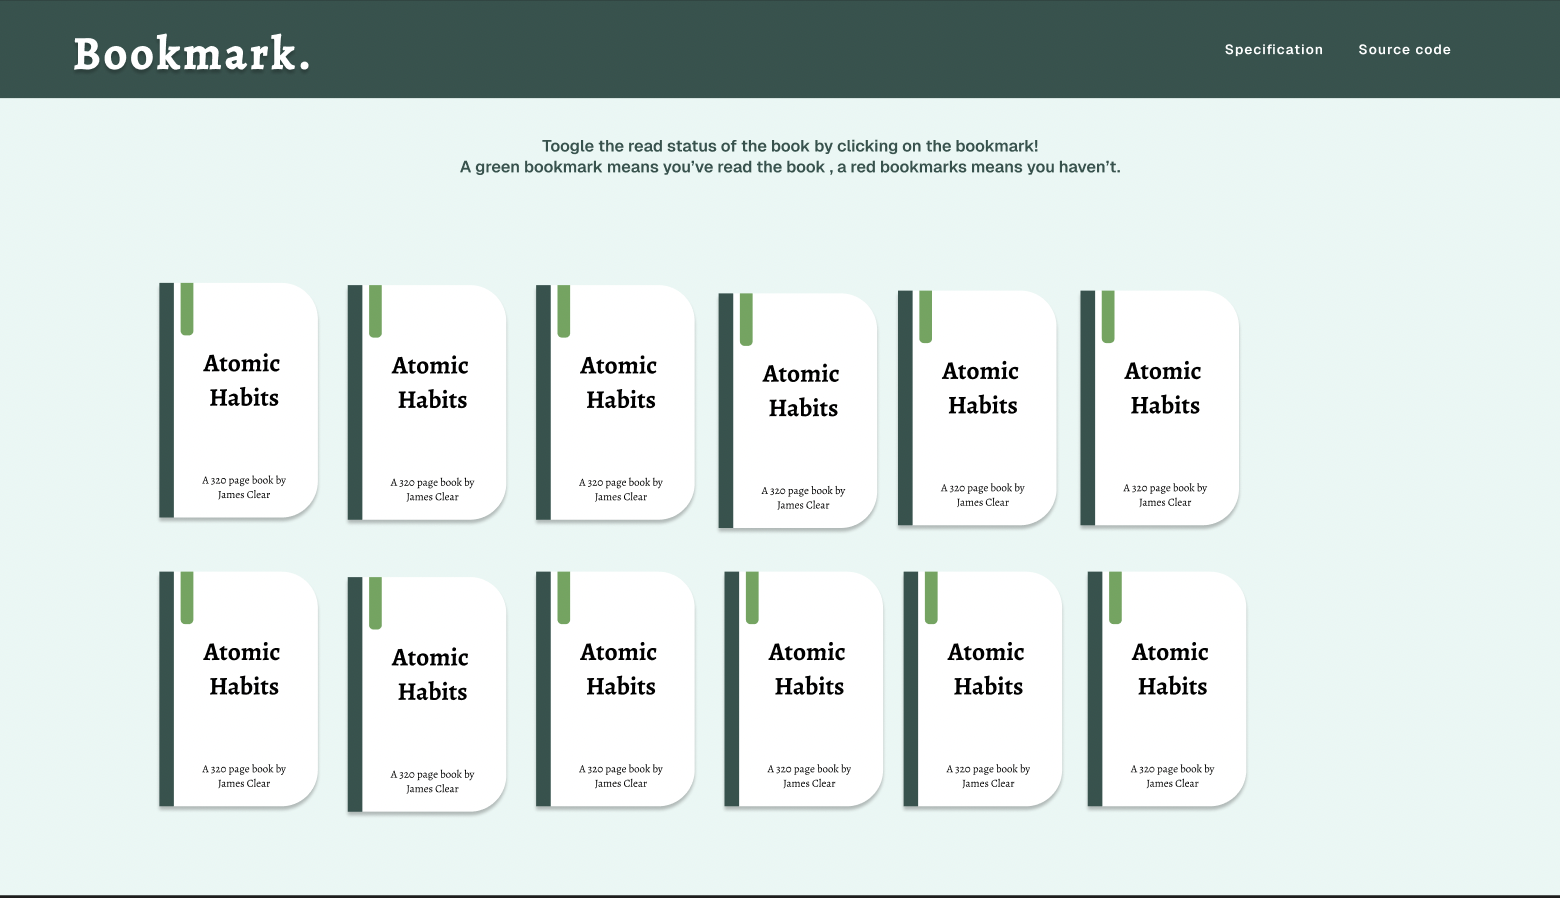 Bookmark.
Specification
Source code
Toogle the read status of the book by clicking on the bookmark!
A green bookmark means you’ve read the book , a red bookmarks means you haven’t.
Atomic
Habits
A 320 page book by
James Clear
Atomic
Habits
A 320 page book by
James Clear
Atomic
Habits
A 320 page book by
James Clear
Atomic
Habits
A 320 page book by
James Clear
Atomic
Habits
A 320 page book by
James Clear
Atomic
Habits
A 320 page book by
James Clear
Atomic
Habits
A 320 page book by
James Clear
Atomic
Habits
A 320 page book by
James Clear
Atomic
Habits
A 320 page book by
James Clear
Atomic
Habits
A 320 page book by
James Clear
Atomic
Habits
A 320 page book by
James Clear
Atomic
Habits
A 320 page book by
James Clear